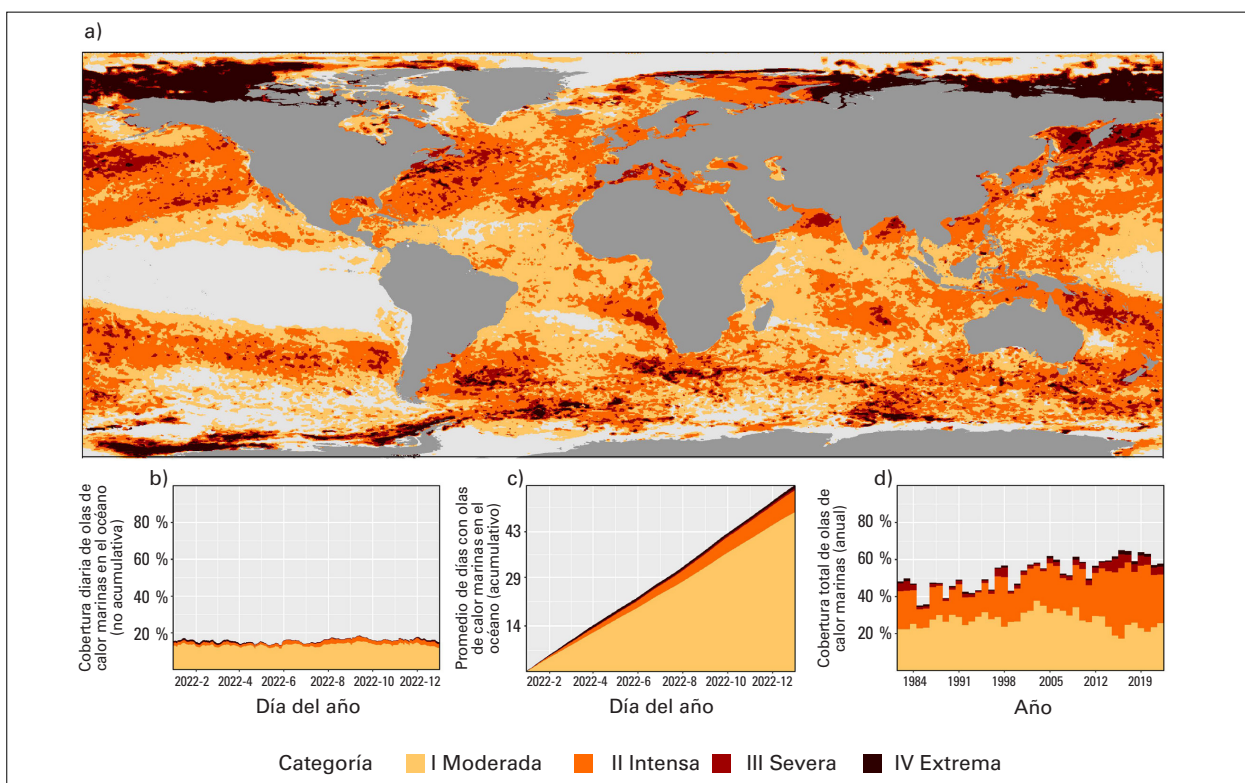 a)
b)
Cobertura diaria de olas de
calor marinas en el océano
(no acumulativa)
80 %
60 %
40 %
20 %
2022-2
2022-4
2022-6
2022-8
2022-10
2022-12
Día del año
c)
Promedio de días con olas
de calor marinas en el
océano (acumulativo)
43
29
14
2022-2
2022-4
2022-6
2022-8
2022-10
2022-12
Día del año
d)
Cobertura total de olas de
calor marinas (anual)
80 %
60 %
40 %
20 %
1984
1991
1998
2005
2012
2019
Año
Categoría I Moderada II Intensa III Severa IV Extrema